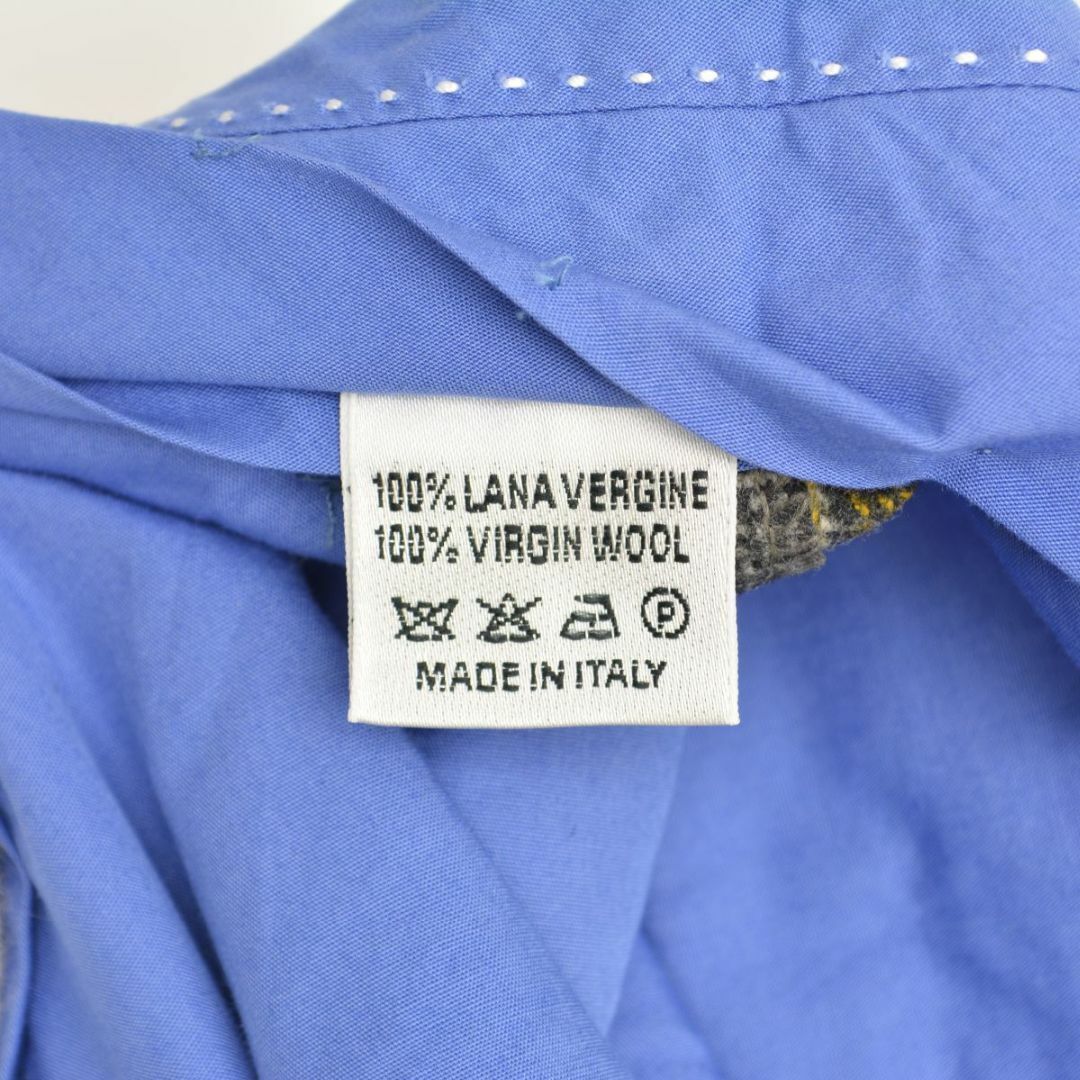 100% LANA VERGINE
100% VIRGIN WOOL
P
MADE IN ITALY